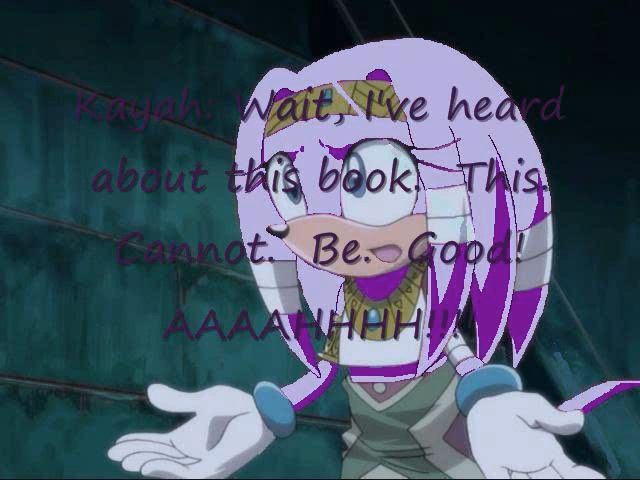 Kayah: Wait, I've heard
about this book.  This.
Cannot.  Be.  Good!
AAAAHHHH!!!